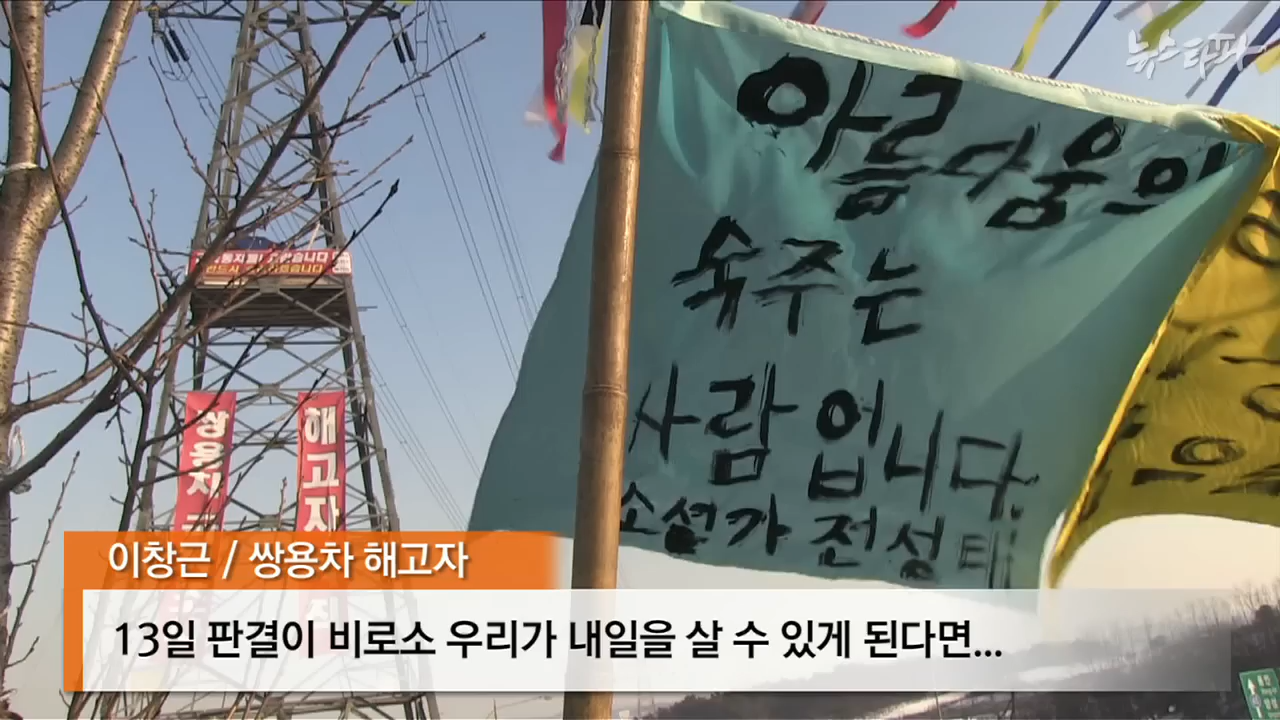 뉴스타파
아름다움의
숙주는
사람입니다.
소설가 전성태
반드시
해고자
쌍용차
이창근 / 쌍용차 해고자
13일 판결이 비로소 우리가 내일을 살 수 있게 된다면...